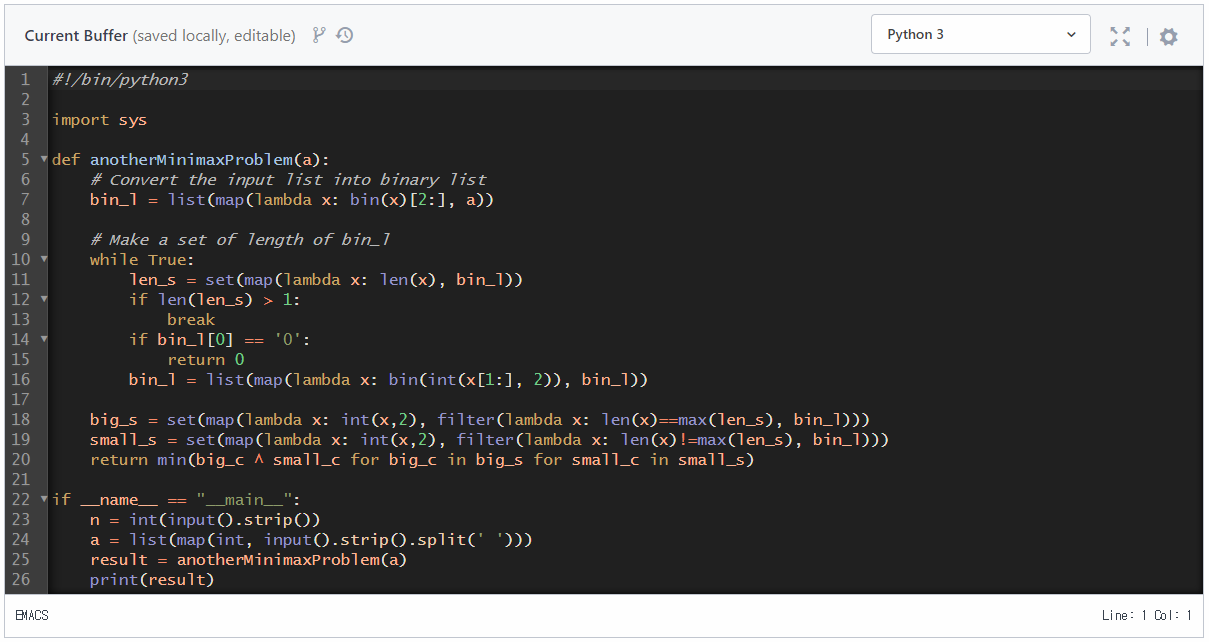 Current Buffer (saved locally, editable)
Python 3
1 #!/bin/python3
2
3 import sys
4
5 def anotherMinimaxProblem(a):
6     # Convert the input list into binary list
7     bin_l = list(map(lambda x: bin(x)[2:], a))
8
9     # Make a set of length of bin_l
10     while True:
11         len_s = set(map(lambda x: len(x), bin_l))
12         if len(len_s) > 1:
13             break
14         if bin_l[0] == '0':
15             return 0
16         bin_l = list(map(lambda x: bin(int(x[1:], 2)), bin_l))
17
18     big_s = set(map(lambda x: int(x,2), filter(lambda x: len(x)==max(len_s), bin_l)))
19     small_s = set(map(lambda x: int(x,2), filter(lambda x: len(x)!=max(len_s), bin_l)))
20     return min(big_c ^ small_c for big_c in big_s for small_c in small_s)
21
22 if __name__ == "__main__":
23     n = int(input().strip())
24     a = list(map(int, input().strip().split(' ')))
25     result = anotherMinimaxProblem(a)
26     print(result)
EMACS
Line: 1 Col: 1